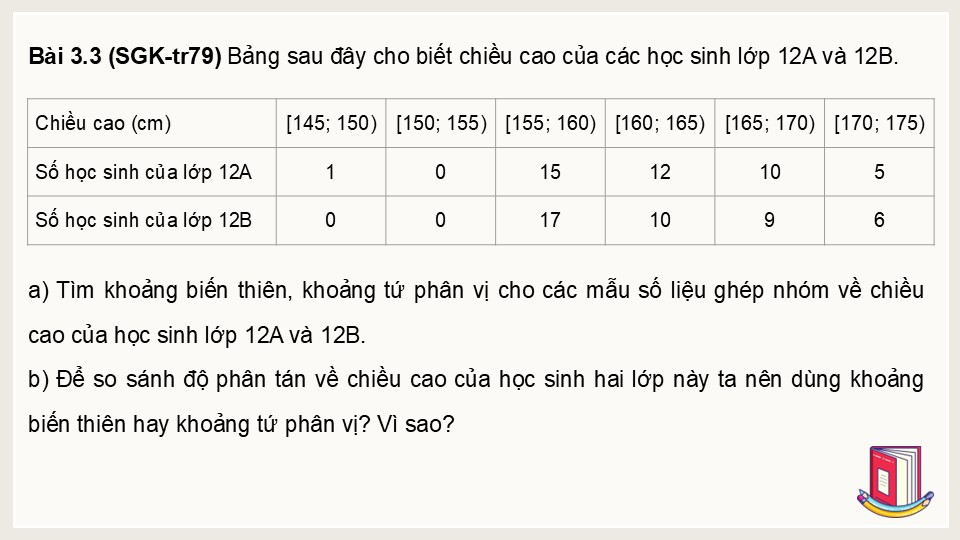 Bài 3.3 (SGK-tr79) Bảng sau đây cho biết chiều cao của các học sinh lớp 12A và 12B.
Chiều cao (cm) [145; 150) [150; 155) [155; 160) [160; 165) [165; 170) [170; 175)
Số học sinh của lớp 12A 1 0 15 12 10 5
Số học sinh của lớp 12B 0 0 17 10 9 6
a) Tìm khoảng biến thiên, khoảng tứ phân vị cho các mẫu số liệu ghép nhóm về chiều
cao của học sinh lớp 12A và 12B.
b) Để so sánh độ phân tán về chiều cao của học sinh hai lớp này ta nên dùng khoảng
biến thiên hay khoảng tứ phân vị? Vì sao?